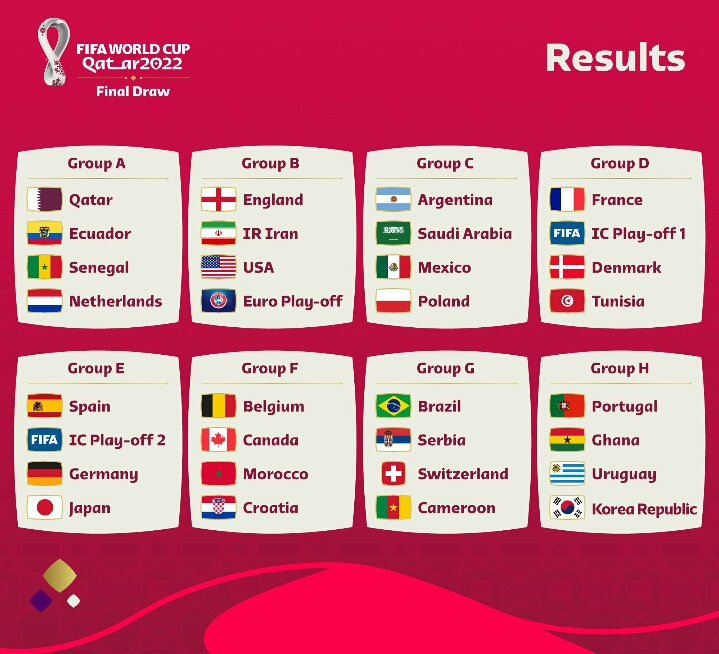 FIFA WORLD CUP
Qatar2022
Final Draw
Results
Group A
Qatar
Ecuador
Senegal
Netherlands
Group B
England
IR Iran
USA
Euro Play-off
Group C
Argentina
Saudi Arabia
Mexico
Poland
Group D
France
FIFA IC Play-off 1
Denmark
Tunisia
Group E
Spain
FIFA IC Play-off 2
Germany
Japan
Group F
Belgium
Canada
Morocco
Croatia
Group G
Brazil
Serbia
Switzerland
Cameroon
Group H
Portugal
Ghana
Uruguay
Korea Republic